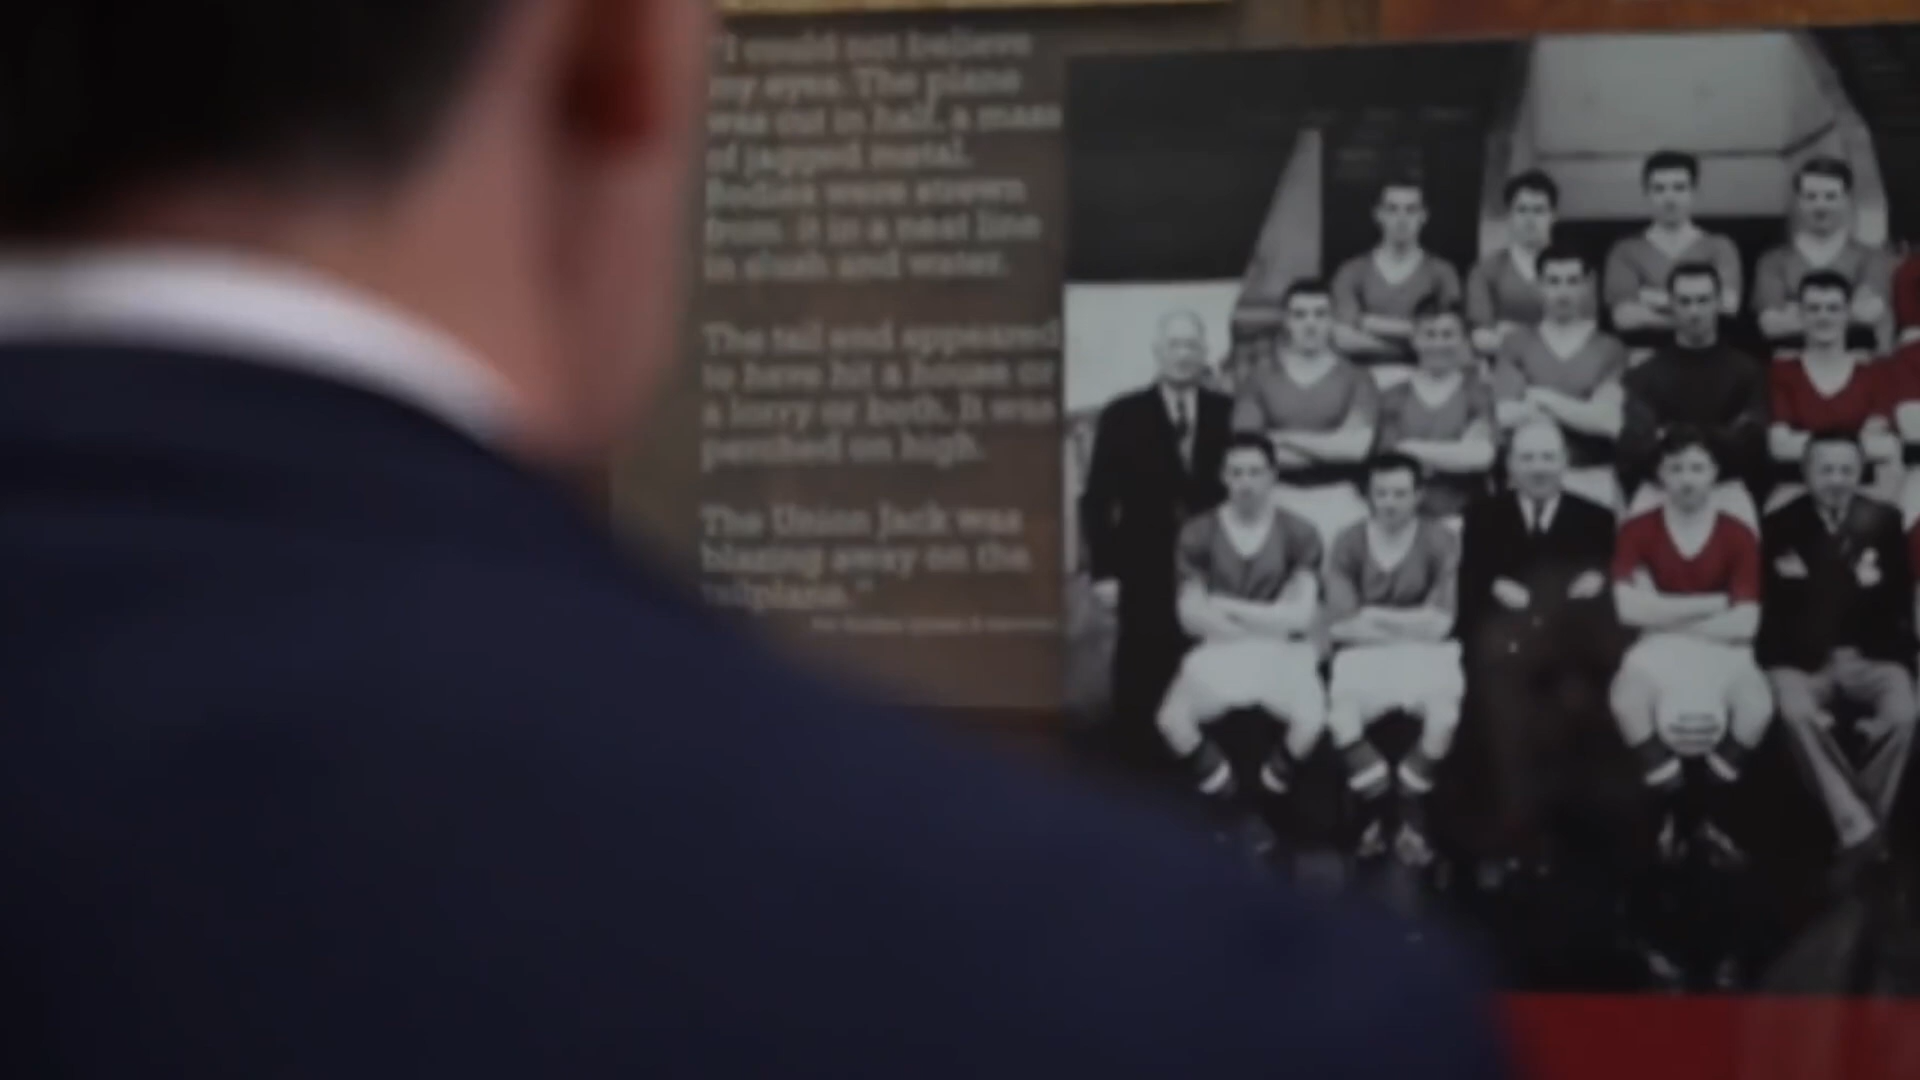 "I could not believe
my eyes. The plane
was cut in half, a mass
of jagged metal.
Bodies were strewn
from it in a neat line
in slush and water.
The tail end appeared
to have hit a house or
a lorry or both. It was
perched on high.
The Union Jack was
blazing away on the
tailplane."